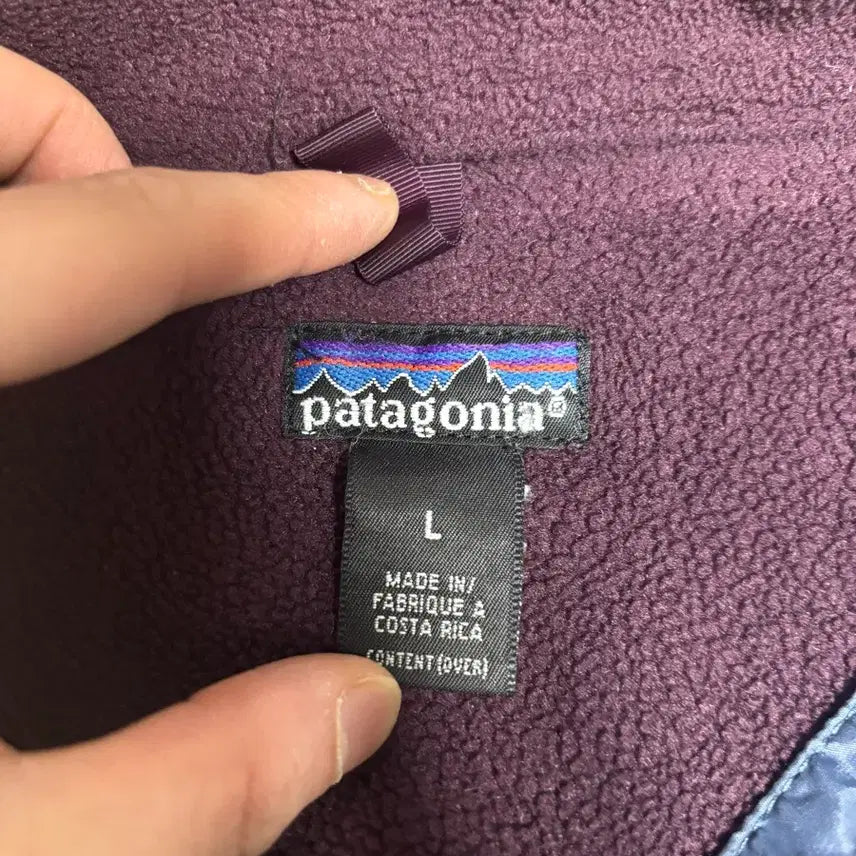 patagonia®
L
MADE IN/
FABRIQUE A
COSTA RICA
CONTENT (OVER)